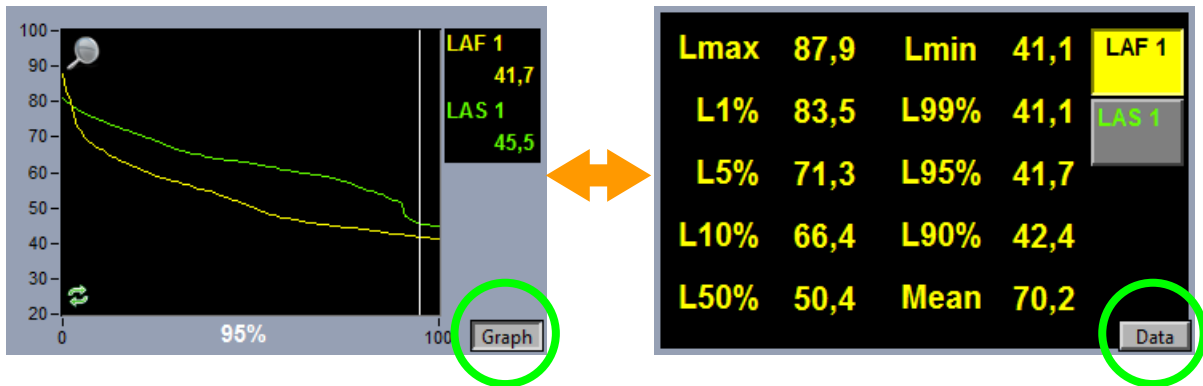 100
90
80
70
60
50
40
30
20
0
95%
100
LAF 1
41,7
LAS 1
45,5
Graph
Lmax 87,9 Lmin 41,1
L1% 83,5 L99% 41,1
L5% 71,3 L95% 41,7
L10% 66,4 L90% 42,4
L50% 50,4 Mean 70,2
LAF 1
LAS 1
Data